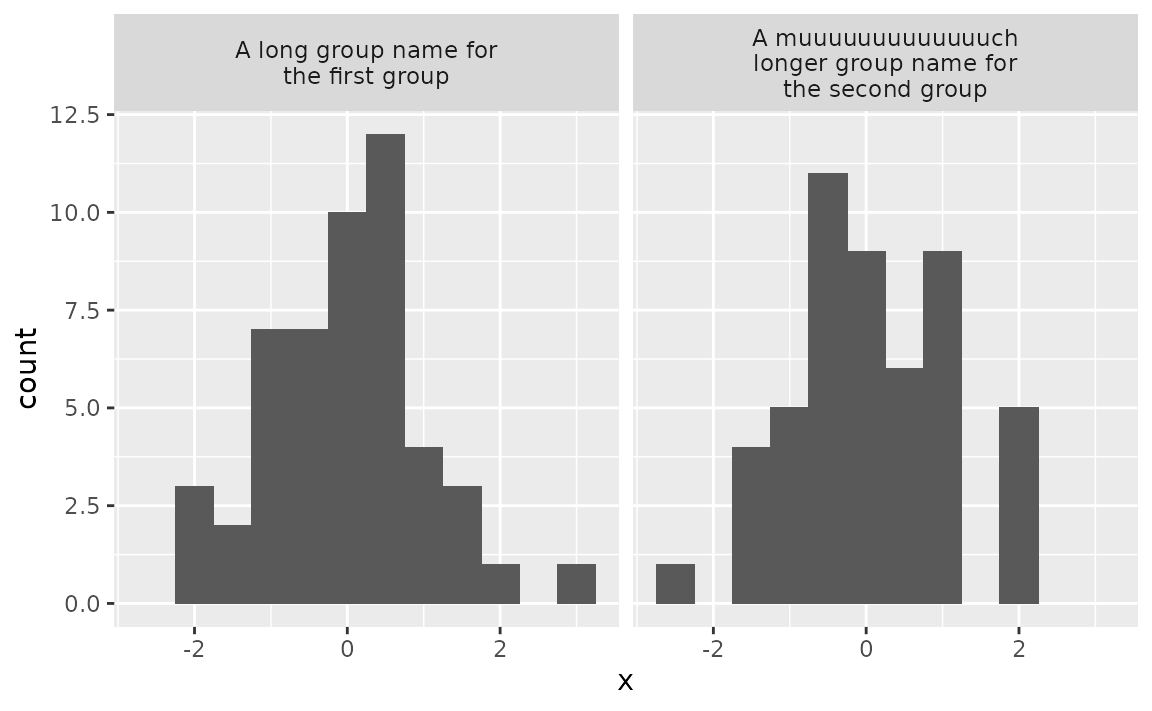 A long group name for
the first group
A muuuuuuuuuuuuuch
longer group name for
the second group
12.5
10.0
7.5
5.0
2.5
0.0
count
-2
0
2
-2
0
2
x